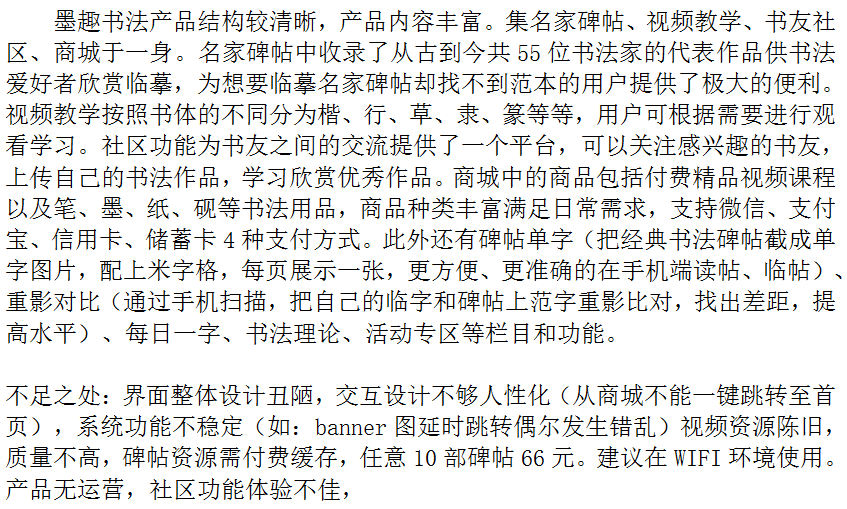 墨趣书法产品结构较清晰，产品内容丰富。集名家碑帖、视频教学、书友社
区、商城于一身。名家碑帖中收录了从古到今共 55 位书法家的代表作品供书法
爱好者欣赏临摹，为想要临摹名家碑帖却找不到范本的用户提供了极大的便利。
视频教学按照书体的不同分为楷、行、草、隶、篆等等，用户可根据需要进行观
看学习。社区功能为书友之间的交流提供了一个平台，可以关注感兴趣的书友，
上传自己的书法作品，学习欣赏优秀作品。商城中的商品包括付费精品视频课程
以及笔、墨、纸、砚等书法用品，商品种类丰富满足日常需求，支持微信、支付
宝、信用卡、储蓄卡 4 种支付方式。此外还有碑帖单字（把经典书法碑帖截成单
字图片，配上米字格，每页展示一张，更方便、更准确的在手机端读帖、临帖）、
重影对比（通过手机扫描，把自己的临字和碑帖上范字重影比对，找出差距，提
高水平）、每日一字、书法理论、活动专区等栏目和功能。
不足之处：界面整体设计丑陋，交互设计不够人性化（从商城不能一键跳转至首
页），系统功能不稳定（如：banner 图延时跳转偶尔发生错乱）视频资源陈旧，
质量不高，碑帖资源需付费缓存，任意 10 部碑帖 66 元。建议在 WIFI 环境使用。
产品无运营，社区功能体验不佳，